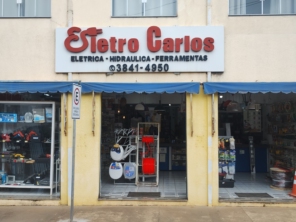 Eletro Carlos
ELETRICA - HIDRAULICA - FERRAMENTAS
3841-4950